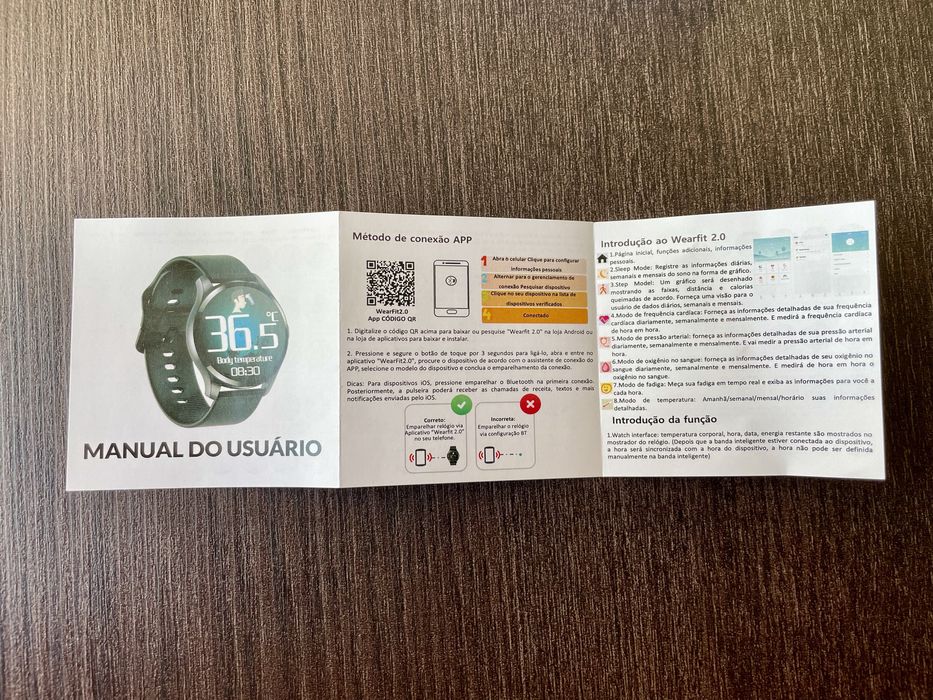 36.5
°C
Body temperature
08:30
MANUAL DO USUÁRIO
Método de conexão APP
WearFit2.0
App CÓDIGO QR
1 Abra o celular Clique para configurar
informações pessoais
2 Alternar para o gerenciamento de
conexão Pesquisar dispositivo
Clique no seu dispositivo na lista de
dispositivos verificados
4 Conectado
1. Digitalize o código QR acima para baixar ou pesquise "Wearfit 2.0" na loja Android ou
na loja de aplicativos para baixar e instalar.
2. Pressione e segure o botão de toque por 3 segundos para ligá-lo, abra e entre no
aplicativo "WearFit2.0", procure o dispositivo de acordo com o assistente de conexão do
APP, selecione o modelo do dispositivo e conclua o emparelhamento da conexão.
Dicas: Para dispositivos iOS, pressione emparelhar o Bluetooth na primeira conexão.
Posteriormente, a pulseira poderá receber as chamadas de receita, textos e mais
notificações enviadas pelo iOS.
Correto:
Emparelhar relógio via
Aplicativo "Wearfit 2.0"
no seu telefone.
Incorreta:
Emparelhar o relógio
via configuração BT
Introdução ao Wearfit 2.0
1.Página inicial, funções adicionais, informações
pessoais.
2.Sleep Mode: Registre as informações diárias,
semanais e mensais do sono na forma de gráfico.
3.Step Model: Um gráfico será desenhado
mostrando as faixas, distância e calorias
queimadas de acordo. Forneça uma visão para o
usuário de dados diários, semanais e mensais.
4.Modo de frequência cardíaca: Forneça as informações detalhadas de sua frequência
cardíaca diariamente, semanalmente e mensalmente. E medirá a frequência cardíaca
de hora em hora.
5.Modo de pressão arterial: forneça as informações detalhadas de sua pressão arterial
diariamente, semanalmente e mensalmente. E vai medir a pressão arterial de hora em
hora.
6.Modo de oxigênio no sangue: forneça as informações detalhadas de seu oxigênio no
sangue diariamente, semanalmente e mensalmente. E medirá de hora em hora o
oxigênio no sangue.
7.Modo de fadiga: Meça sua fadiga em tempo real e exiba as informações para você a
cada hora.
8.Modo de temperatura: Amanhã/semanal/mensal/horário suas informações
detalhadas.
Introdução da função
1.Watch interface: temperatura corporal, hora, data, energia restante são mostrados no
mostrador do relógio. (Depois que a banda inteligente estiver conectada ao dispositivo,
a hora será sincronizada com a hora do dispositivo, a hora não pode ser definida
manualmente na banda inteligente)